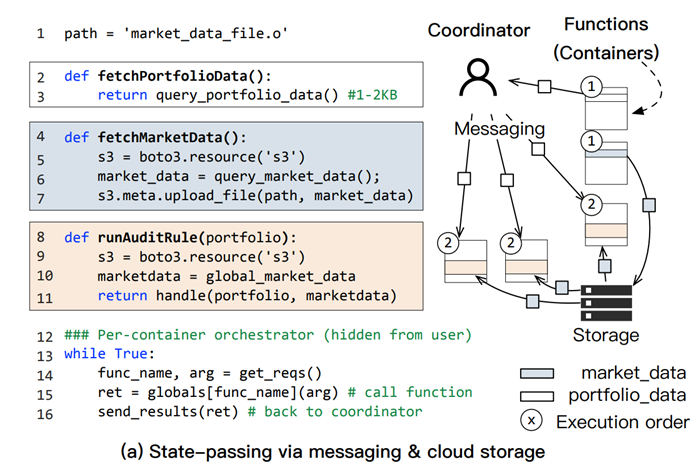 1 path = 'market_data_file.o'
2 def fetchPortfolioData():
3 return query_portfolio_data() #1-2KB
4 def fetchMarketData():
5 s3 = boto3.resource('s3')
6 market_data = query_market_data();
7 s3.meta.upload_file(path, market_data)
8 def runAuditRule(portfolio):
9 s3 = boto3.resource('s3')
10 marketdata = global_market_data
11 return handle(portfolio, marketdata)
12 ### Per-container orchestrator (hidden from user)
13 while True:
14 func_name, arg = get_reqs()
15 ret = globals[func_name](arg) # call function
16 send_results(ret) # back to coordinator
Coordinator
Functions
(Containers)
1
Messaging
1
2
2
2
Storage
market_data
portfolio_data
x Execution order
(a) State-passing via messaging & cloud storage